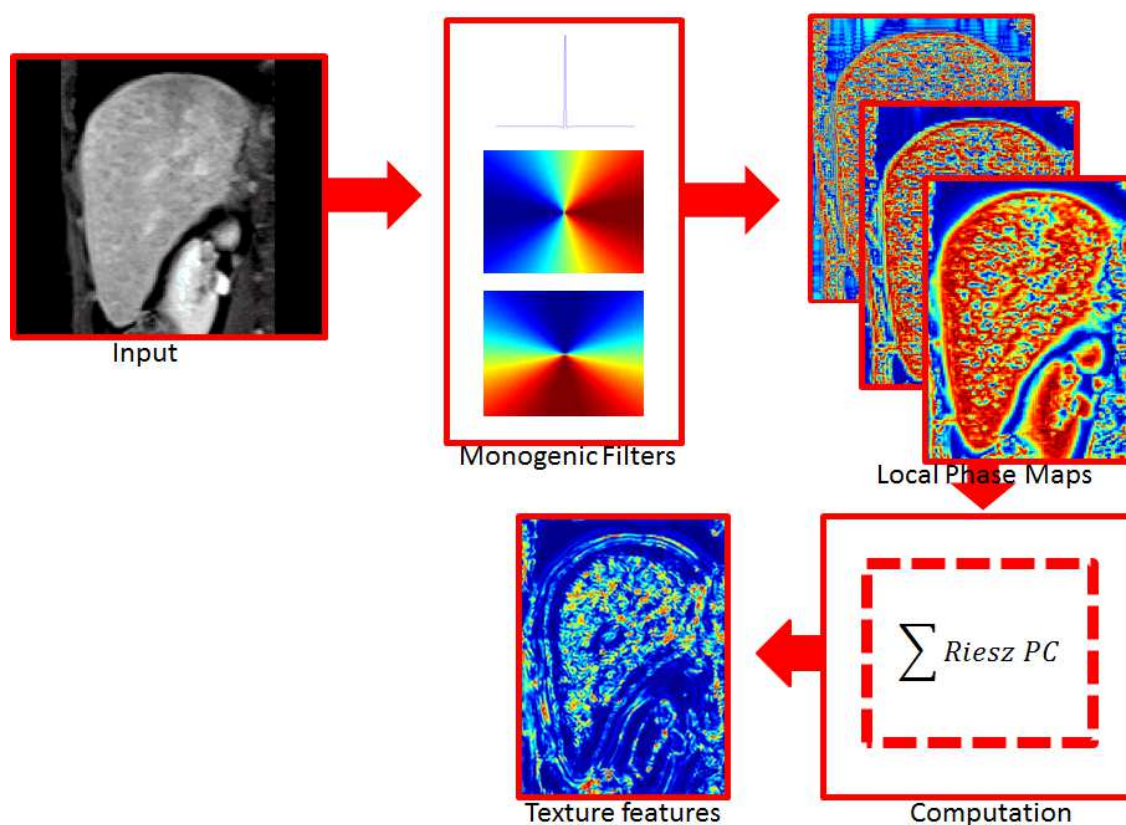 Input
Monogenic Filters
Local Phase Maps
∑ Riesz PC
Texture features
Computation